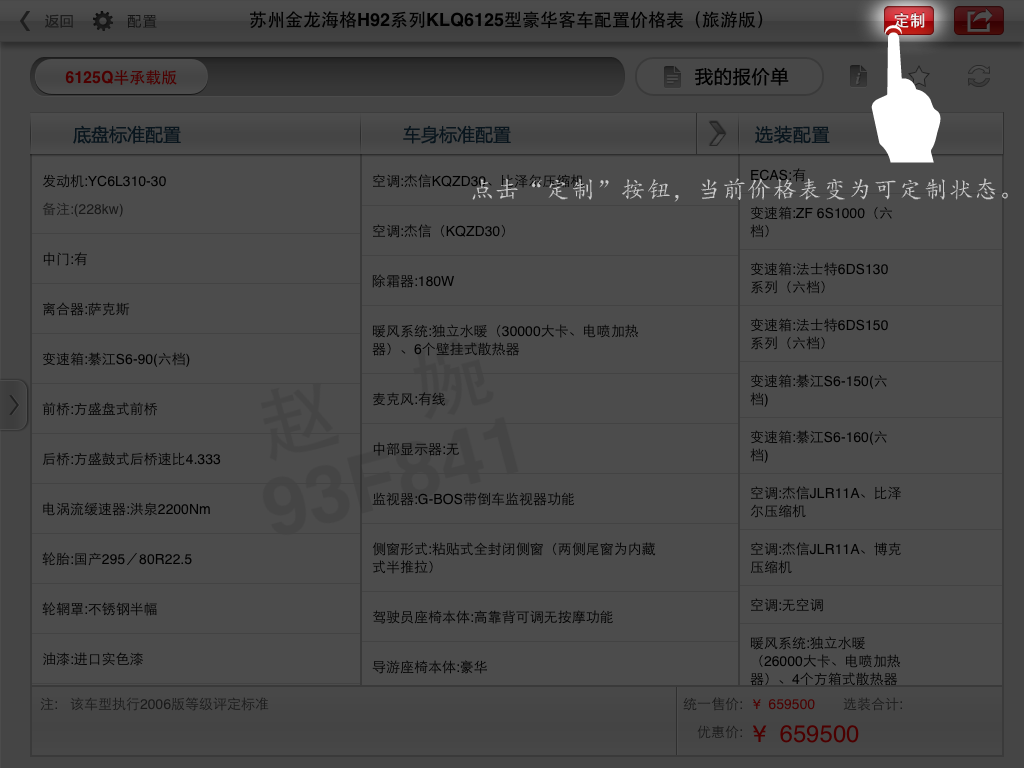 返回
配置
苏州金龙海格H92系列KLQ6125型豪华客车配置价格表（旅游版）
定制
6125Q半承载版
我的报价单
底盘标准配置
车身标准配置
选装配置
点击“定制”按钮，当前价格表变为可定制状态。
发动机:YC6L310-30
备注:(228kw)
中门:有
离合器:萨克斯
变速箱:綦江S6-90(六档)
前桥:方盛盘式前桥
后桥:方盛鼓式后桥速比4.333
电涡流缓速器:洪泉2200Nm
轮胎:国产295／80R22.5
轮辋罩:不锈钢半幅
油漆:进口实色漆
空调:杰信KQZD30、比泽尔压缩机
空调:杰信（KQZD30）
除霜器:180W
暖风系统:独立水暖（30000大卡、电喷加热
器）、6个壁挂式散热器
麦克风:有线
中部显示器:无
监视器:G-BOS带倒车监视器功能
侧窗形式:粘贴式全封闭侧窗（两侧尾窗为内藏
式半推拉）
驾驶员座椅本体:高靠背可调无按摩功能
导游座椅本体:豪华
ECAS:有
变速箱:ZF 6S1000（六
档）
变速箱:法士特6DS130
系列（六档）
变速箱:法士特6DS150
系列（六档）
变速箱:綦江S6-150(六
档)
变速箱:綦江S6-160(六
档)
空调:杰信JLR11A、比泽
尔压缩机
空调:杰信JLR11A、博克
压缩机
空调:无空调
暖风系统:独立水暖
（26000大卡、电喷加热
器）、4个方箱式散热器
赵 婉
93F841
注: 该车型执行2006版等级评定标准
统一售价: ￥ 659500 选装合计:
优惠价: ￥ 659500